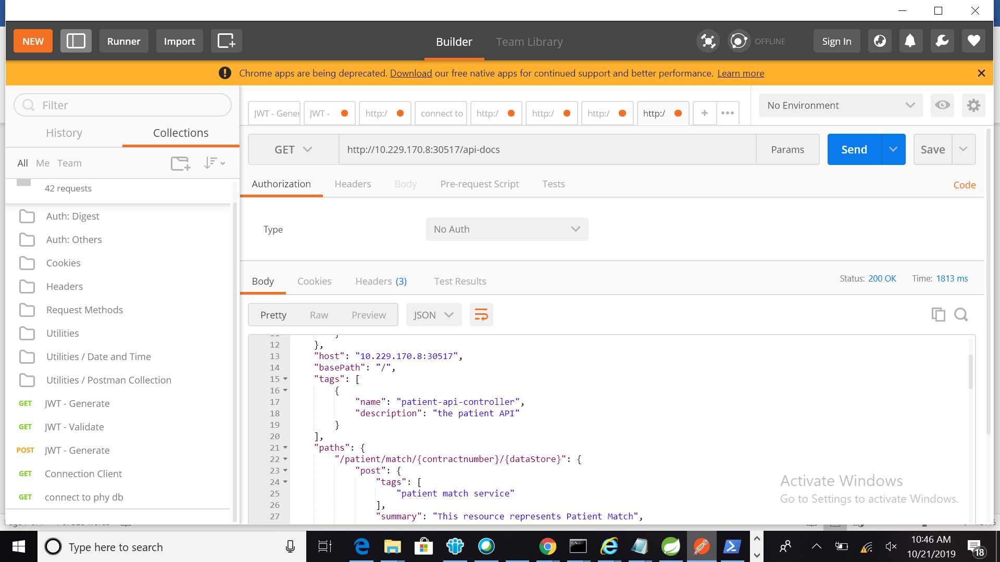 NEW Runner Import Builder Team Library OFFLINE Sign In
Chrome apps are being deprecated. Download our free native apps for continued support and better performance. Learn more
Filter
History Collections
All Me Team
42 requests
Auth: Digest
Auth: Others
Cookies
Headers
Request Methods
Utilities
Utilities / Date and Time
Utilities / Postman Collection
GET JWT - Generate
GET JWT - Validate
POST JWT - Generate
GET Connection Client
GET connect to phy db
JWT - Gener JWT - http:/ connect to http:/ http:/ http:/ http:/ + •••
No Environment
GET http://10.229.170.8:30517/api-docs Params Send Save
Authorization Headers Body Pre-request Script Tests Code
Type No Auth
Body Cookies Headers (3) Test Results Status: 200 OK Time: 1813 ms
Pretty Raw Preview JSON
12 },
13 "host": "10.229.170.8:30517",
14 "basePath": "/",
15 "tags": [
16 {
17 "name": "patient-api-controller",
18 "description": "the patient API"
19 }
20 ],
21 "paths": {
22 "/patient/match/{contractnumber}/{dataStore}": {
23 "post": {
24 "tags": [
25 "patient match service"
26 ],
27 "summary": "This resource represents Patient Match",
Activate Windows
Go to Settings to activate Windows.
Type here to search
10:46 AM
10/21/2019
18